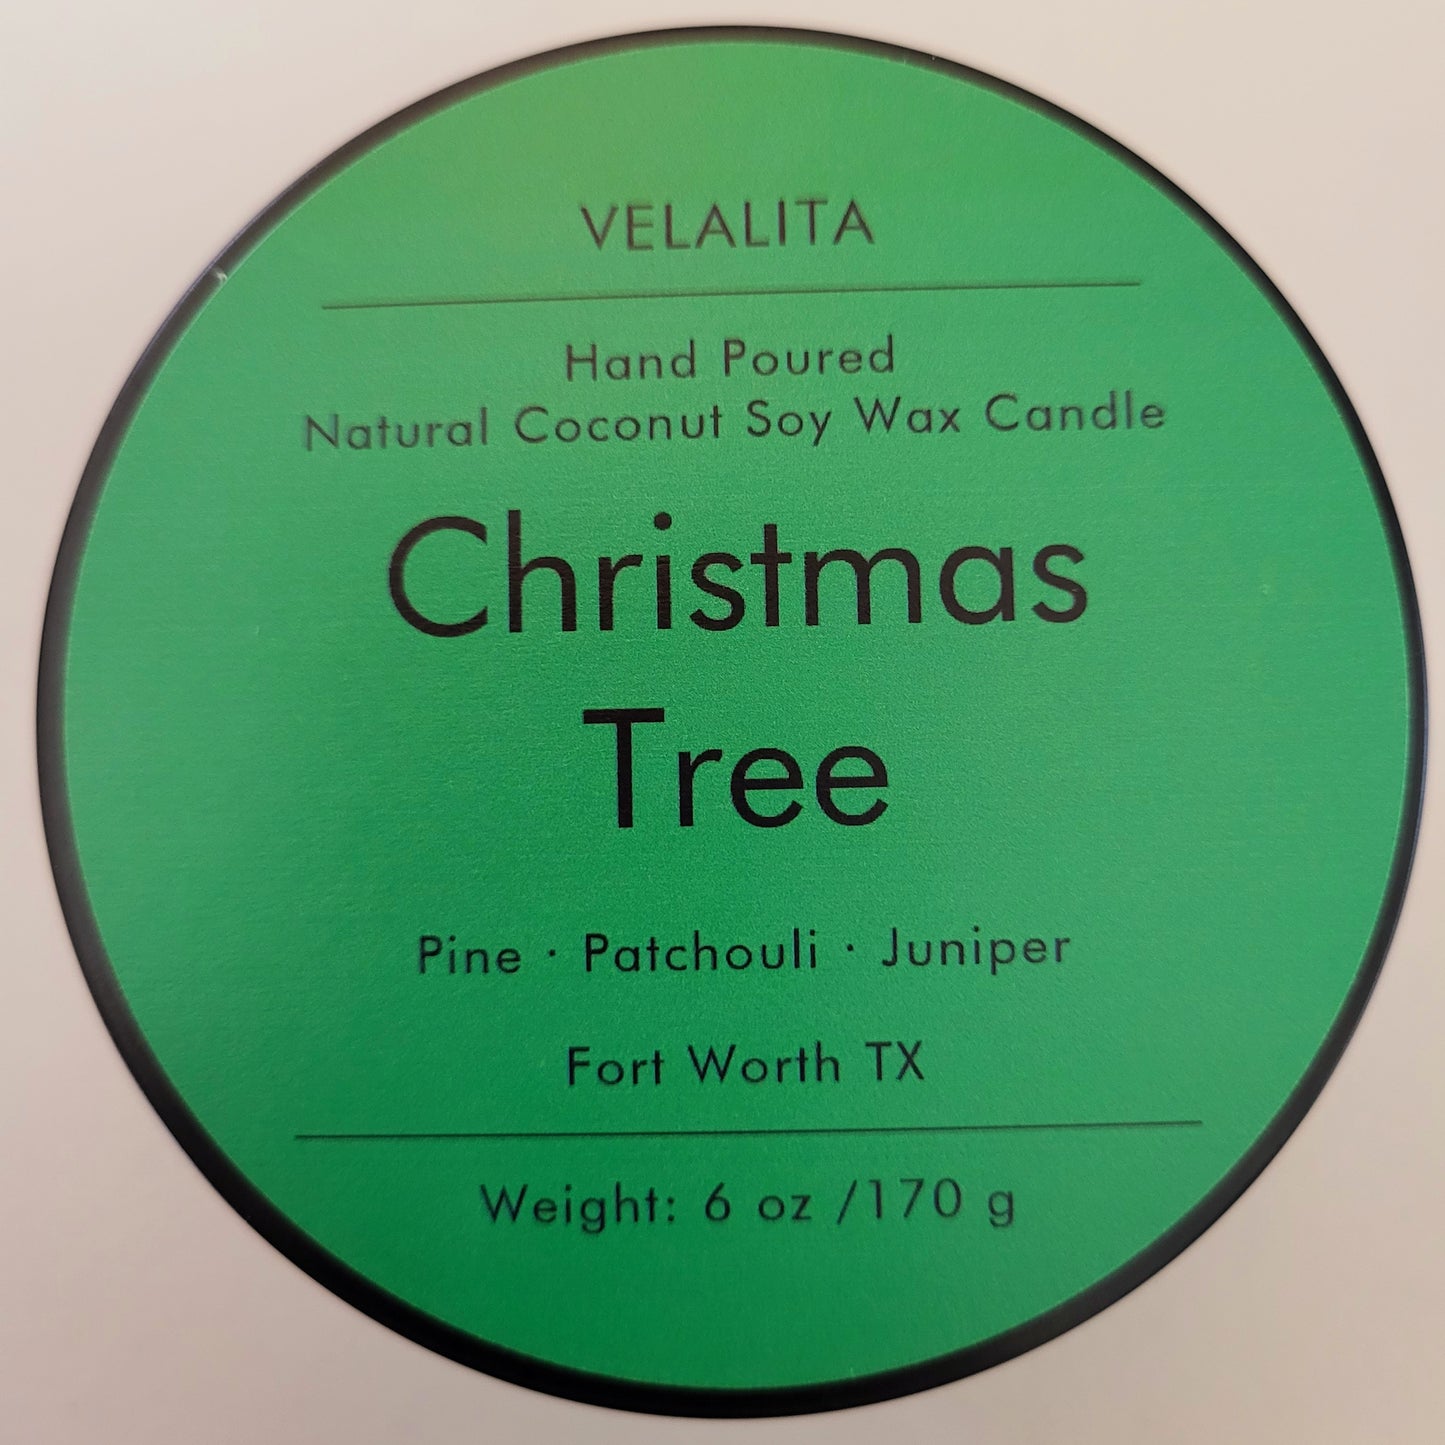 VELALITA
Hand Poured
Natural Coconut Soy Wax Candle
Christmas
Tree
Pine · Patchouli · Juniper
Fort Worth TX
Weight: 6 oz /170 g